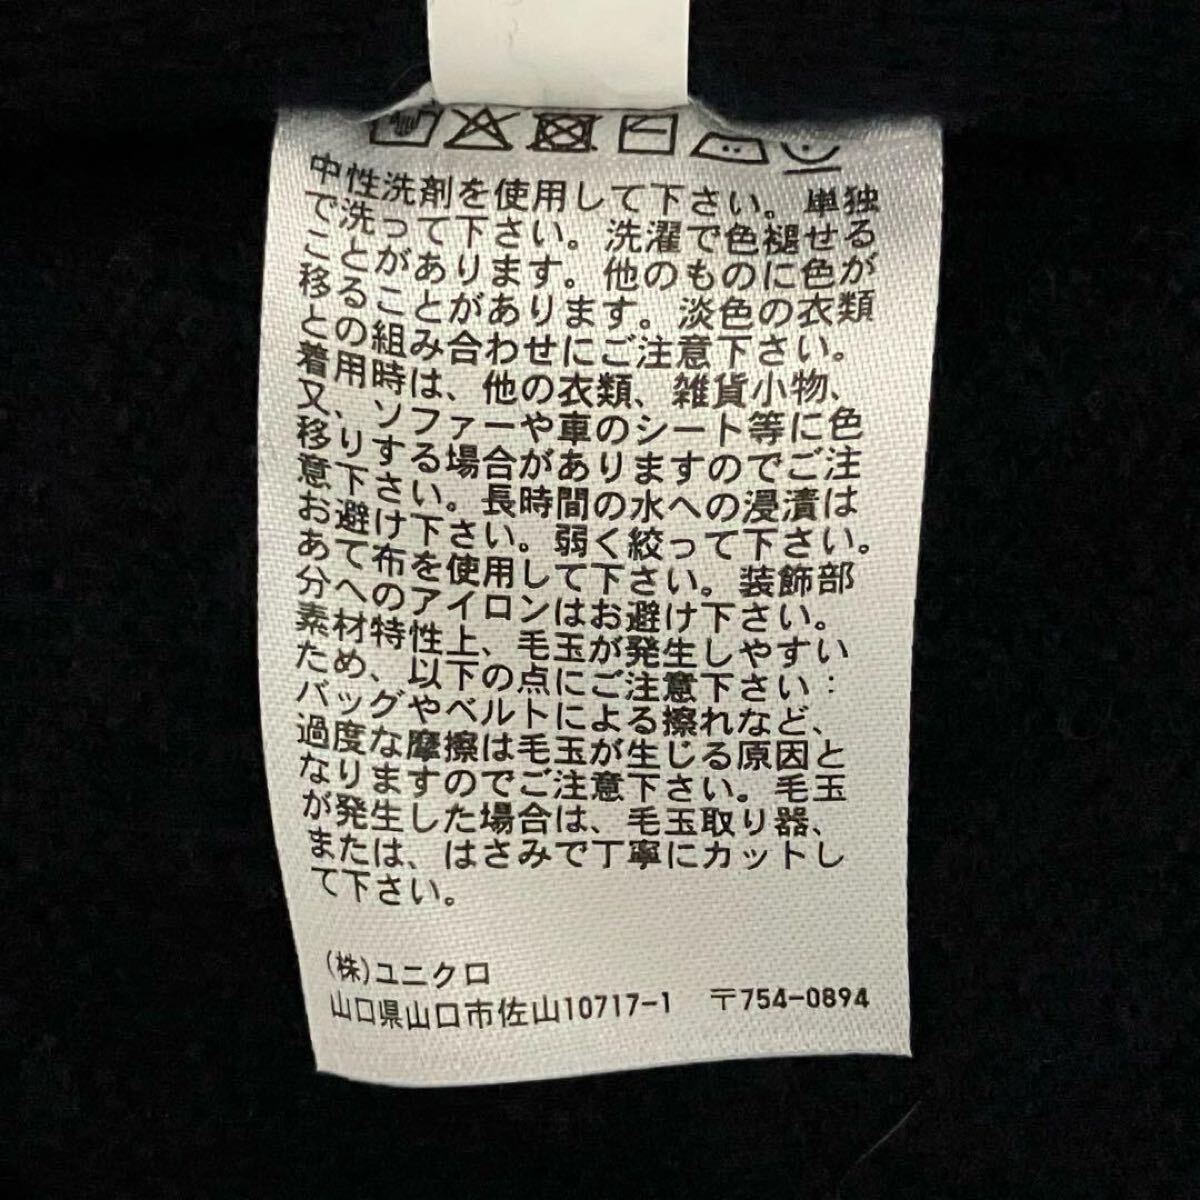 中性洗剤を使用して下さい。単独
で洗って下さい。洗濯で色褪せる
ことがあります。他のものに色が
移ることがあります。淡色の衣類
との組み合わせにご注意下さい。
着用時は、他の衣類、雑貨小物、
又、ソファーや車のシート等に色
移りする場合がありますのでご注
意下さい。長時間の水への浸漬は
お避け下さい。弱く絞って下さい。
あて布を使用して下さい。装飾部
分へのアイロンはお避け下さい。
素材特性上、毛玉が発生しやすい
ため、以下の点にご注意下さい：
バッグやベルトによる擦れなど、
過度な摩擦は毛玉が生じる原因と
なりますのでご注意下さい。毛玉
が発生した場合は、毛玉取り器、
または、はさみで丁寧にカットし
て下さい。
(株)ユニクロ
山口県山口市佐山10717-1 〒754-0894